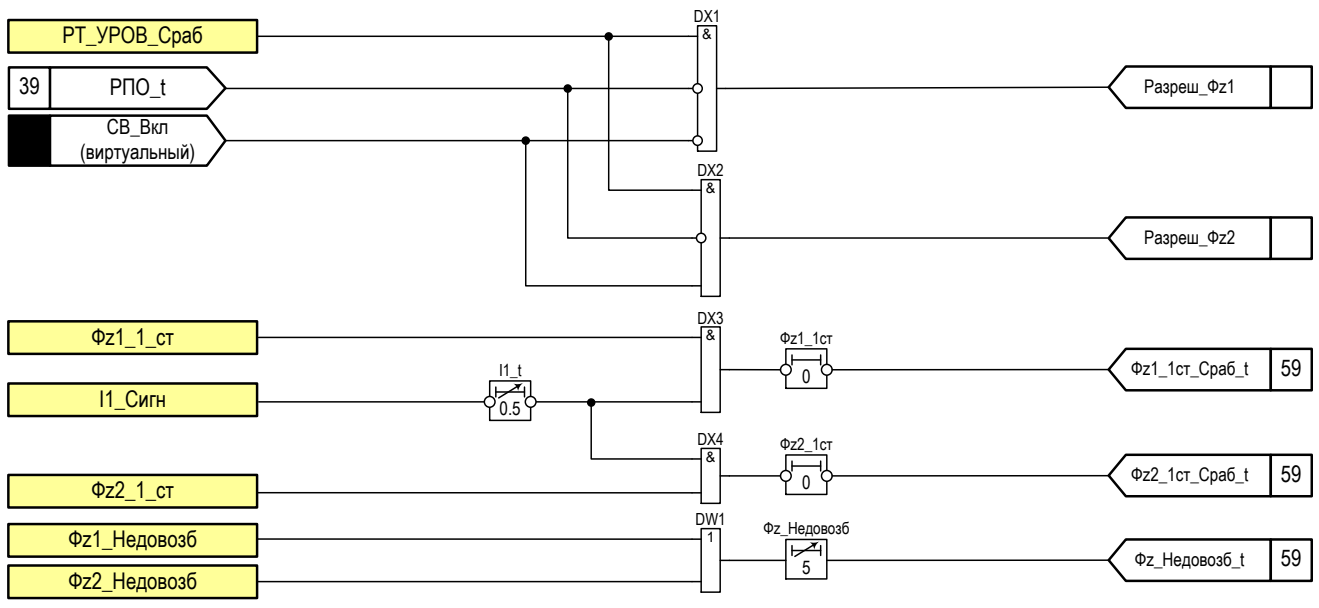 DX1
РТ_УРОВ_Сраб
&
39
РПО_t
Разреш_Фz1
СВ_Вкл
(виртуальный)
DX2
&
Разреш_Фz2
DX3
Фz1_1_ст
&
Фz1_1ст
0
Фz1_1ст_Сраб_t
59
I1_t
I1_Сигн
0.5
DX4
&
Фz2_1ст
0
Фz2_1ст_Сраб_t
59
Фz2_1_ст
DW1
Фz1_Недовозб
1
Фz_Недовозб
5
Фz_Недовозб_t
59
Фz2_Недовозб